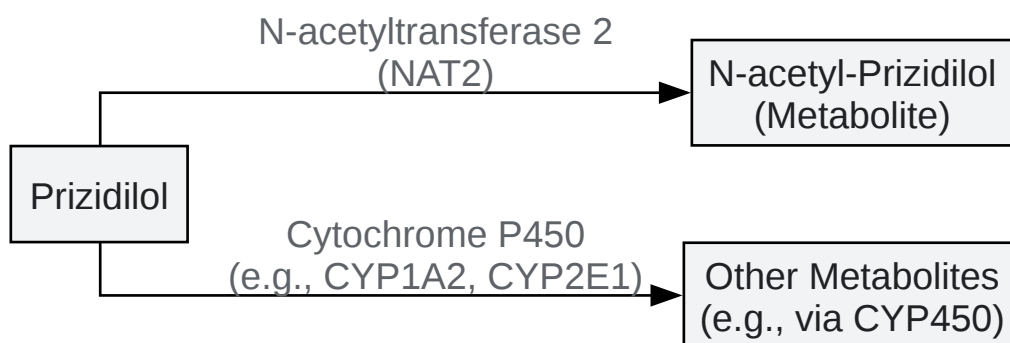 N-acetyltransferase 2
(NAT2)
N-acetyl-Prizidilol
(Metabolite)
Prizidilol
Cytochrome P450
(e.g., CYP1A2, CYP2E1)
Other Metabolites
(e.g., via CYP450)